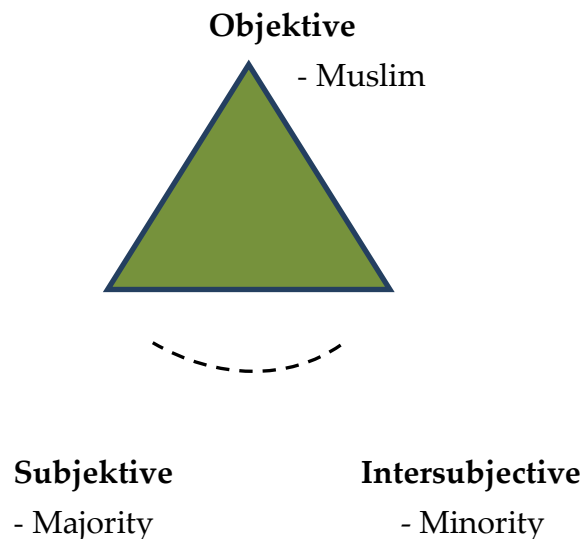 Objektive
- Muslim
Subjektive
Intersubjective
- Majority
- Minority